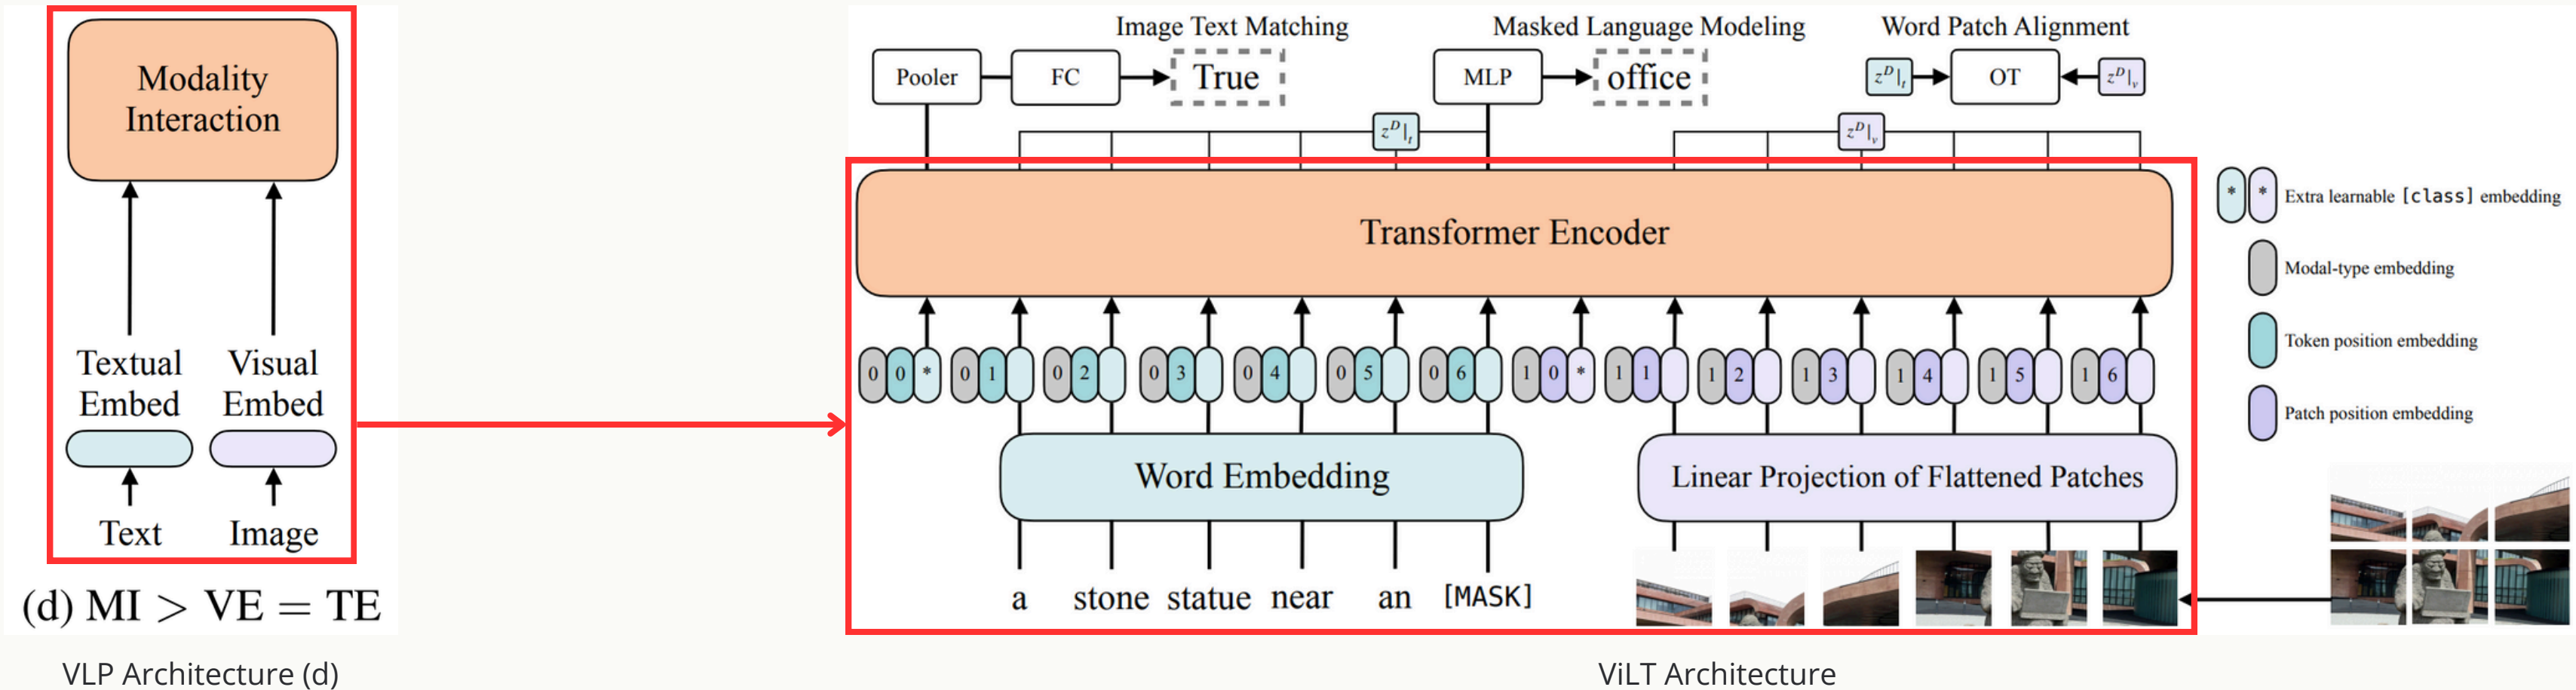 Modality
Interaction
Textual
Embed
Visual
Embed
Text
Image
(d) MI > VE = TE
VLP Architecture (d)
Image Text Matching
Masked Language Modeling
Word Patch Alignment
Pooler
FC
True
MLP
office
z^D|_t
OT
z^D|_v
z^D|_t
z^D|_v
Transformer Encoder
0 0 * 0 1 0 2 0 3 0 4 0 5 0 6 1 0 * 1 1 1 2 1 3 1 4 1 5 1 6
Word Embedding
Linear Projection of Flattened Patches
a stone statue near an [MASK]
* * Extra learnable [class] embedding
Modal-type embedding
Token position embedding
Patch position embedding
ViLT Architecture